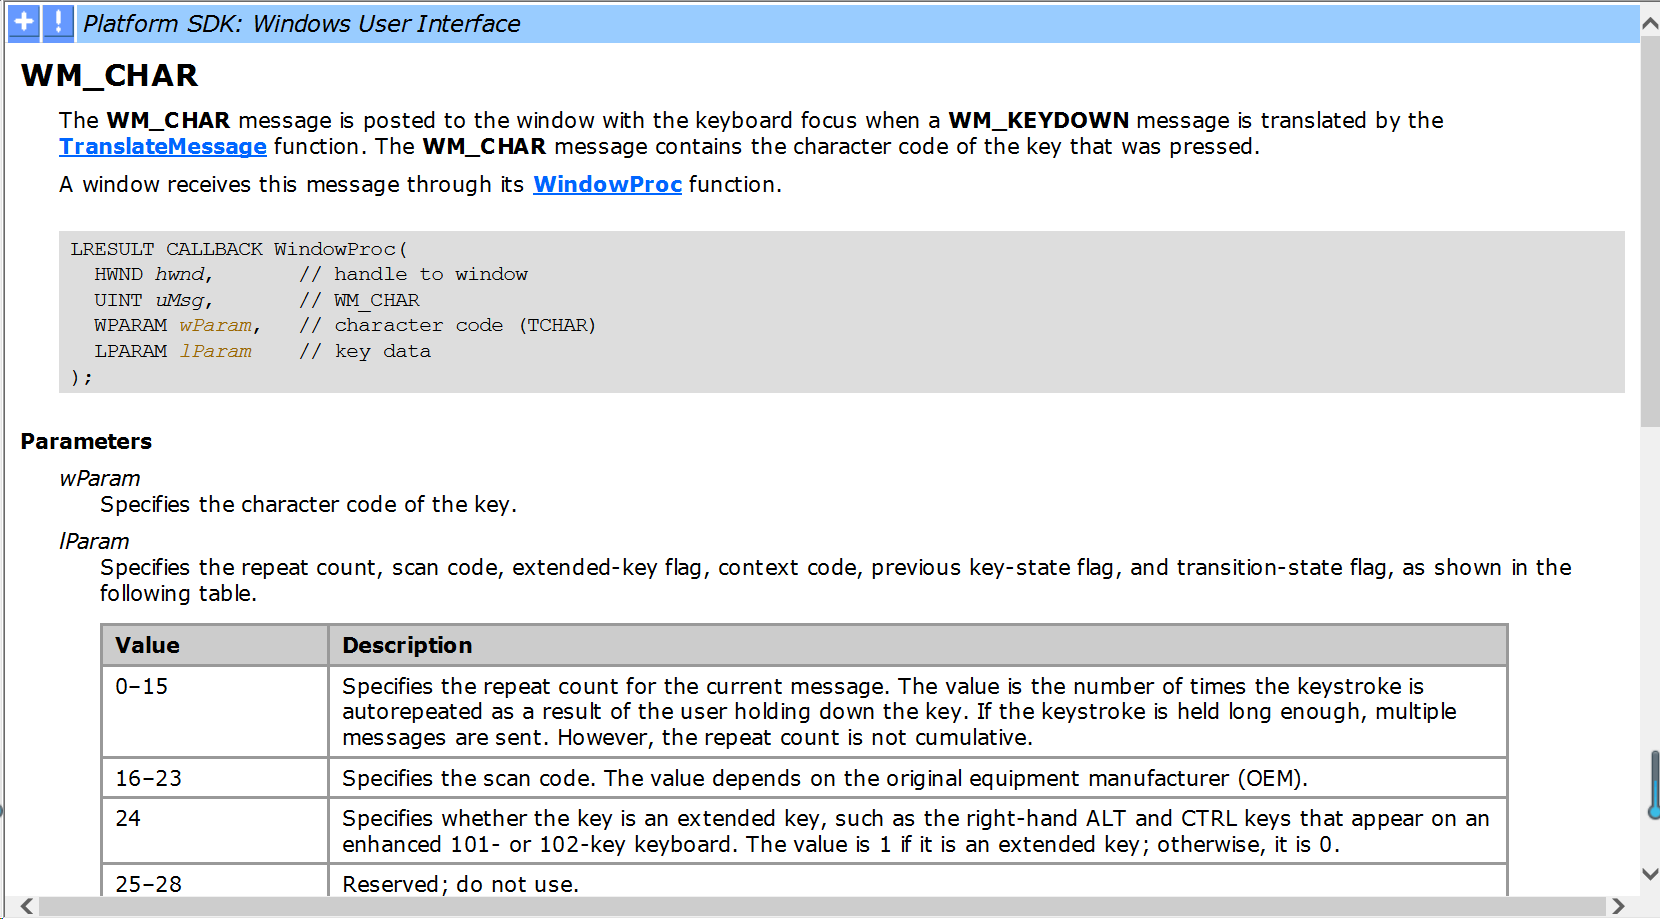 Platform SDK: Windows User Interface
WM_CHAR
The WM_CHAR message is posted to the window with the keyboard focus when a WM_KEYDOWN message is translated by the
TranslateMessage function. The WM_CHAR message contains the character code of the key that was pressed.
A window receives this message through its WindowProc function.
LRESULT CALLBACK WindowProc(
  HWND hwnd,       // handle to window
  UINT uMsg,       // WM_CHAR
  WPARAM wParam,   // character code (TCHAR)
  LPARAM lParam    // key data
);
Parameters
wParam
Specifies the character code of the key.
lParam
Specifies the repeat count, scan code, extended-key flag, context code, previous key-state flag, and transition-state flag, as shown in the
following table.
Value Description
0–15 Specifies the repeat count for the current message. The value is the number of times the keystroke is
autorepeated as a result of the user holding down the key. If the keystroke is held long enough, multiple
messages are sent. However, the repeat count is not cumulative.
16–23 Specifies the scan code. The value depends on the original equipment manufacturer (OEM).
24 Specifies whether the key is an extended key, such as the right-hand ALT and CTRL keys that appear on an
enhanced 101- or 102-key keyboard. The value is 1 if it is an extended key; otherwise, it is 0.
25–28 Reserved; do not use.